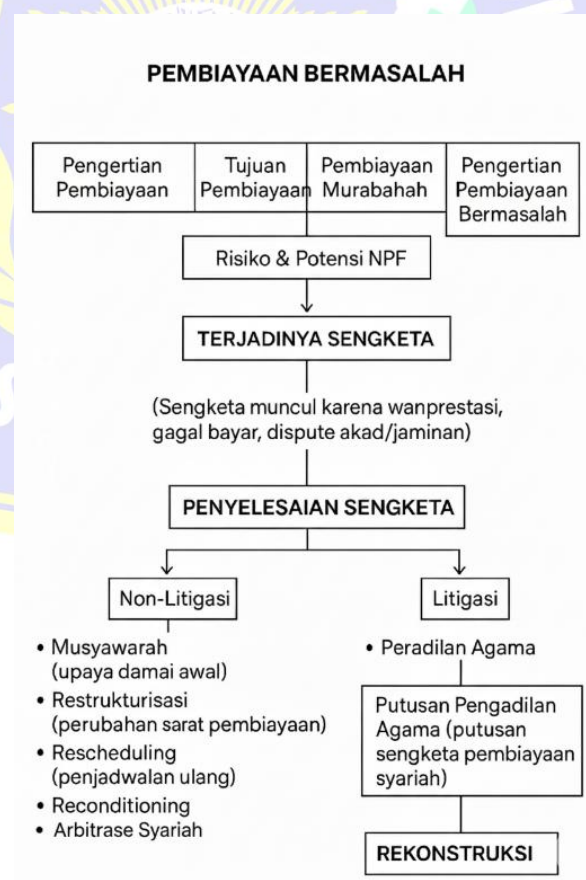 PEMBIAYAAN BERMASALAH
Pengertian
Pembiayaan
Tujuan
Pembiayaan
Pembiayaan
Murabahah
Pengertian
Pembiayaan
Bermasalah
Risiko & Potensi NPF
TERJADINYA SENGKETA
(Sengketa muncul karena wanprestasi,
gagal bayar, dispute akad/jaminan)
PENYELESAIAN SENGKETA
Non-Litigasi
• Musyawarah
(upaya damai awal)
• Restrukturisasi
(perubahan sarat pembiayaan)
• Rescheduling
(penjadwalan ulang)
• Reconditioning
• Arbitrase Syariah
Litigasi
• Peradilan Agama
Putusan Pengadilan
Agama (putusan
sengketa pembiayaan
syariah)
REKONSTRUKSI